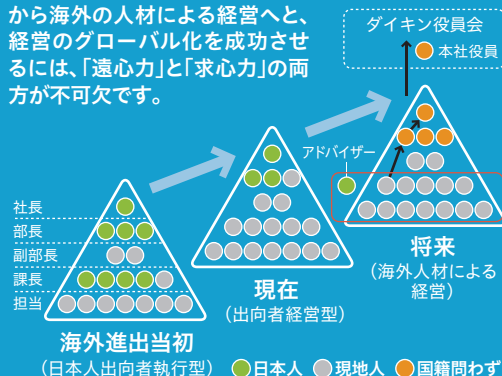 から海外の人材による経営へと、
経営のグローバル化を成功させ
るには、「遠心力」と「求心力」の両
方が不可欠です。
ダイキン役員会
本社役員
アドバイザー
社長
部長
副部長
課長
担当
将来
（海外人材による
経営）
現在
（出向者経営型）
海外進出当初
（日本人出向者執行型）
日本人 現地人 国籍問わず